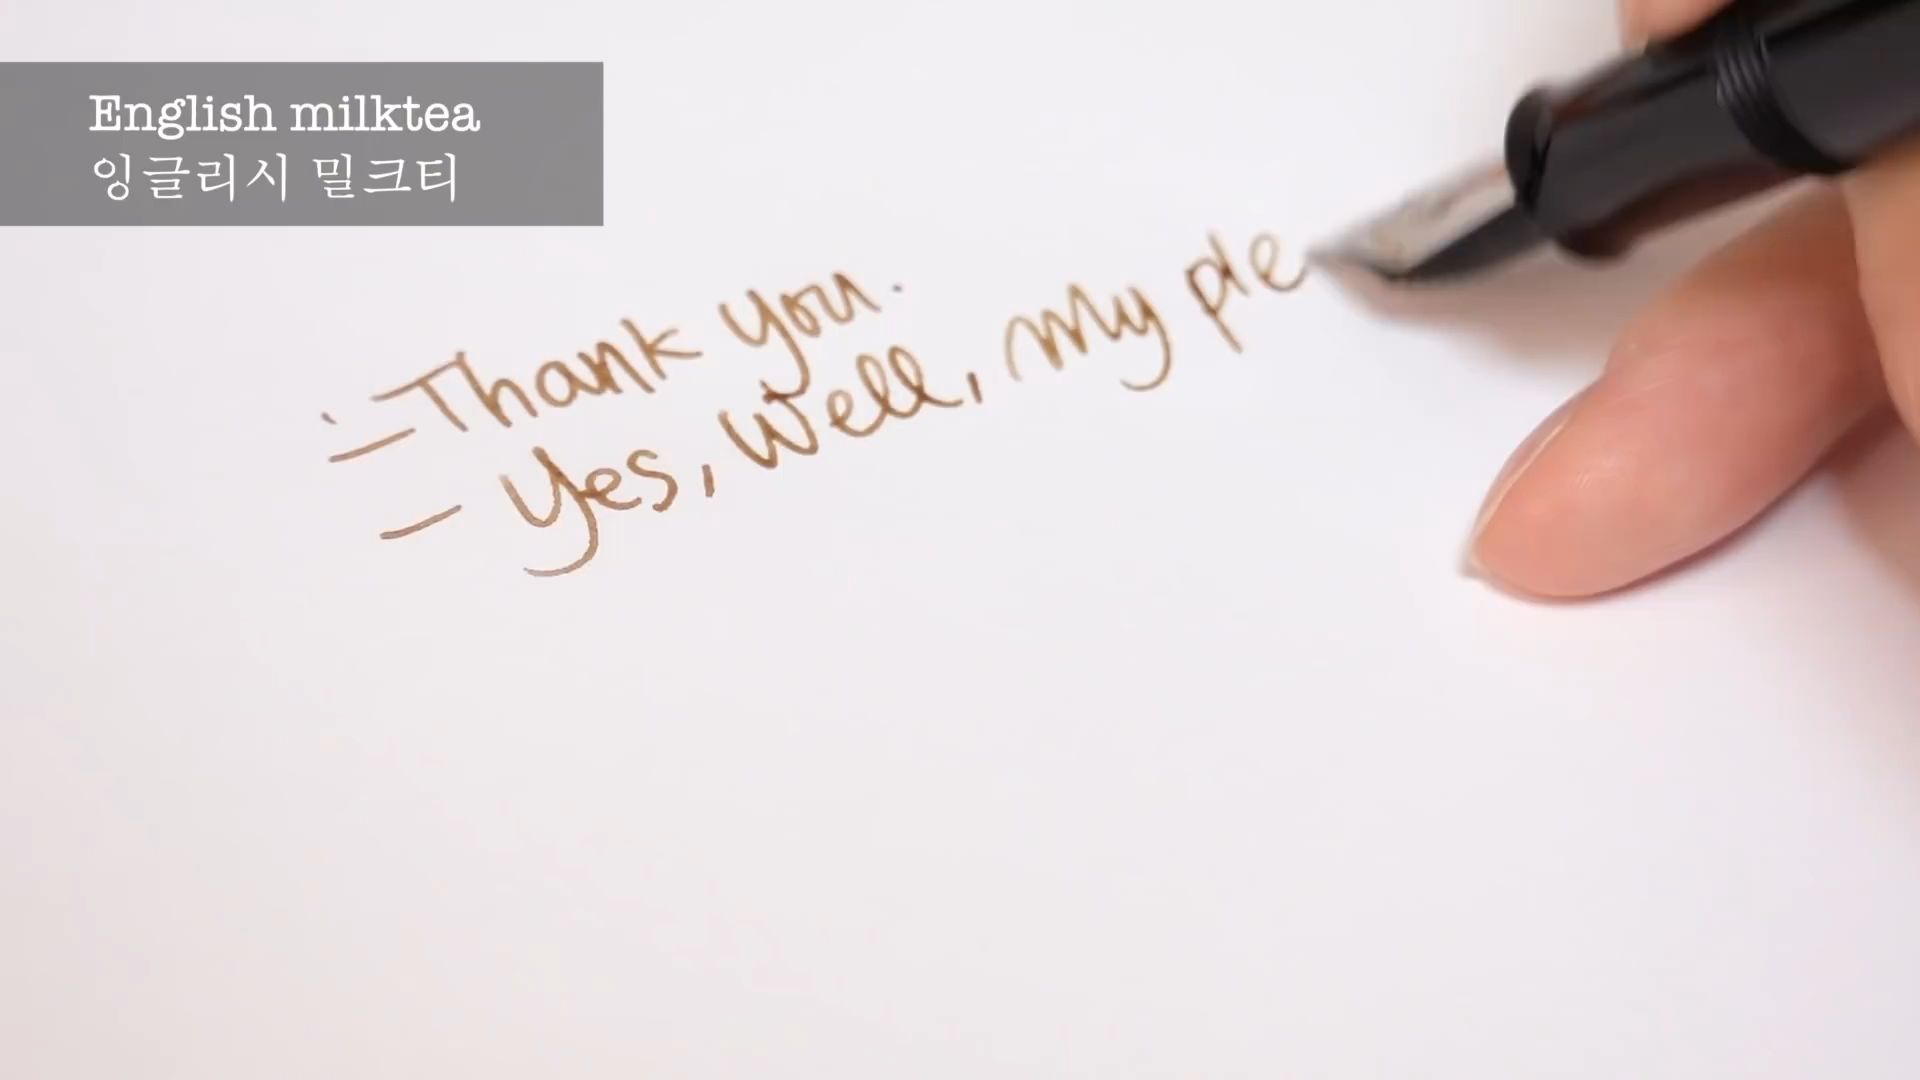 English milktea
잉글리시 밀크티
- Thank you.
- Yes, Well, my ple